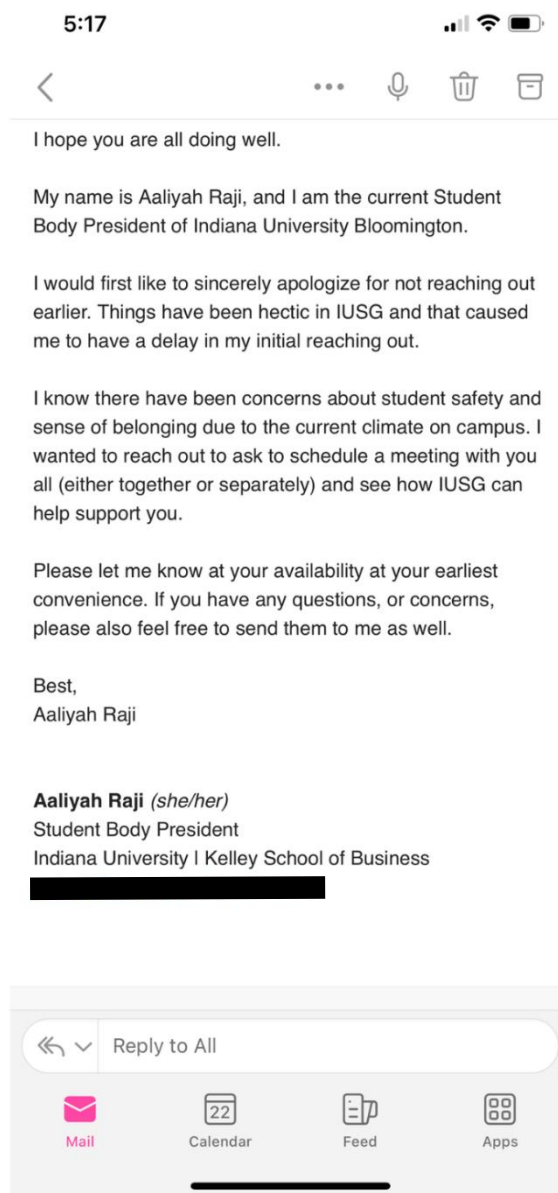 5:17
I hope you are all doing well.
My name is Aaliyah Raji, and I am the current Student
Body President of Indiana University Bloomington.
I would first like to sincerely apologize for not reaching out
earlier. Things have been hectic in IUSG and that caused
me to have a delay in my initial reaching out.
I know there have been concerns about student safety and
sense of belonging due to the current climate on campus. I
wanted to reach out to ask to schedule a meeting with you
all (either together or separately) and see how IUSG can
help support you.
Please let me know at your availability at your earliest
convenience. If you have any questions, or concerns,
please also feel free to send them to me as well.
Best,
Aaliyah Raji
Aaliyah Raji (she/her)
Student Body President
Indiana University | Kelley School of Business
Reply to All
22
Mail Calendar Feed Apps